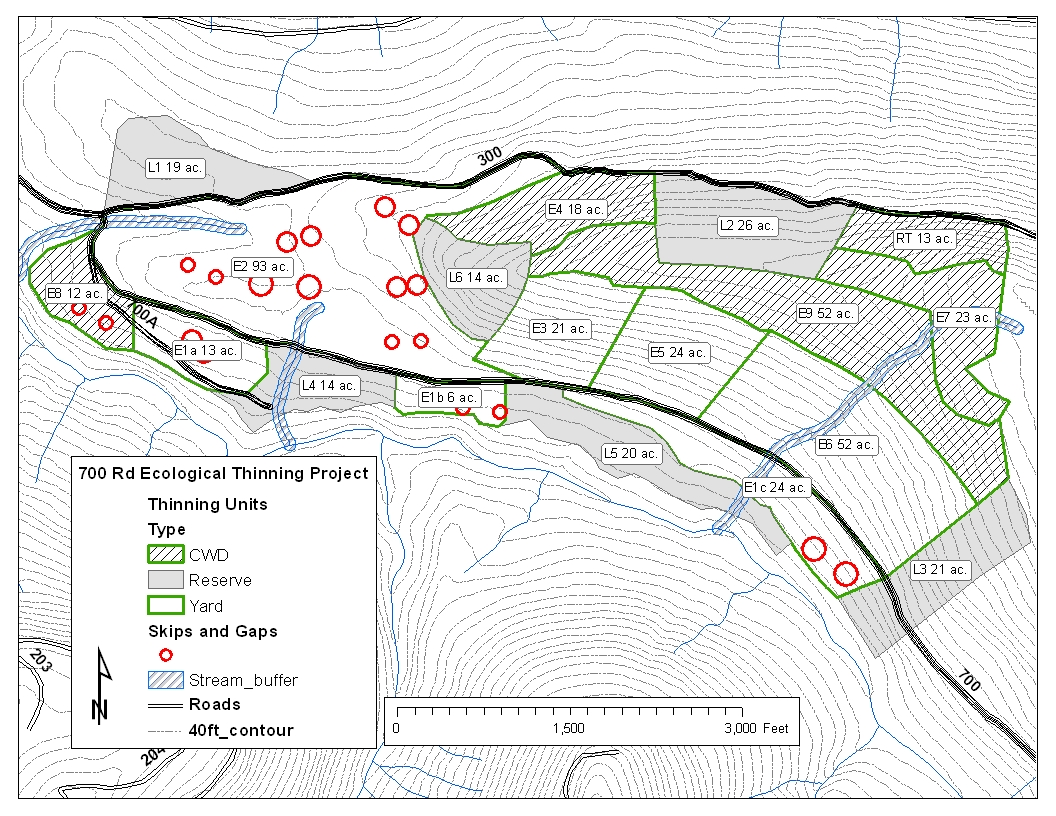 300
L1 19 ac.
E4 18 ac.
L2 26 ac.
RT 13 ac.
E2 93 ac.
L6 14 ac.
E8 12 ac.
700A
E9 52 ac.
E7 23 ac.
E3 21 ac.
E1a 13 ac.
E5 24 ac.
L4 14 ac.
E1b 6 ac.
E6 52 ac.
L5 20 ac.
E1c 24 ac.
L3 21 ac.
700
700 Rd Ecological Thinning Project
Thinning Units
Type
CWD
Reserve
Yard
Skips and Gaps
Stream_buffer
Roads
40ft_contour
N
203
204
0 1,500 3,000 Feet